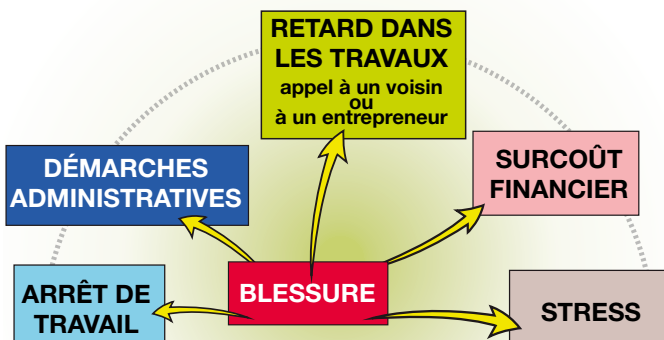 RETARD DANS
LES TRAVAUX
appel à un voisin
ou
à un entrepreneur
DÉMARCHES
ADMINISTRATIVES
SURCOÛT
FINANCIER
ARRÊT DE
TRAVAIL
BLESSURE
STRESS